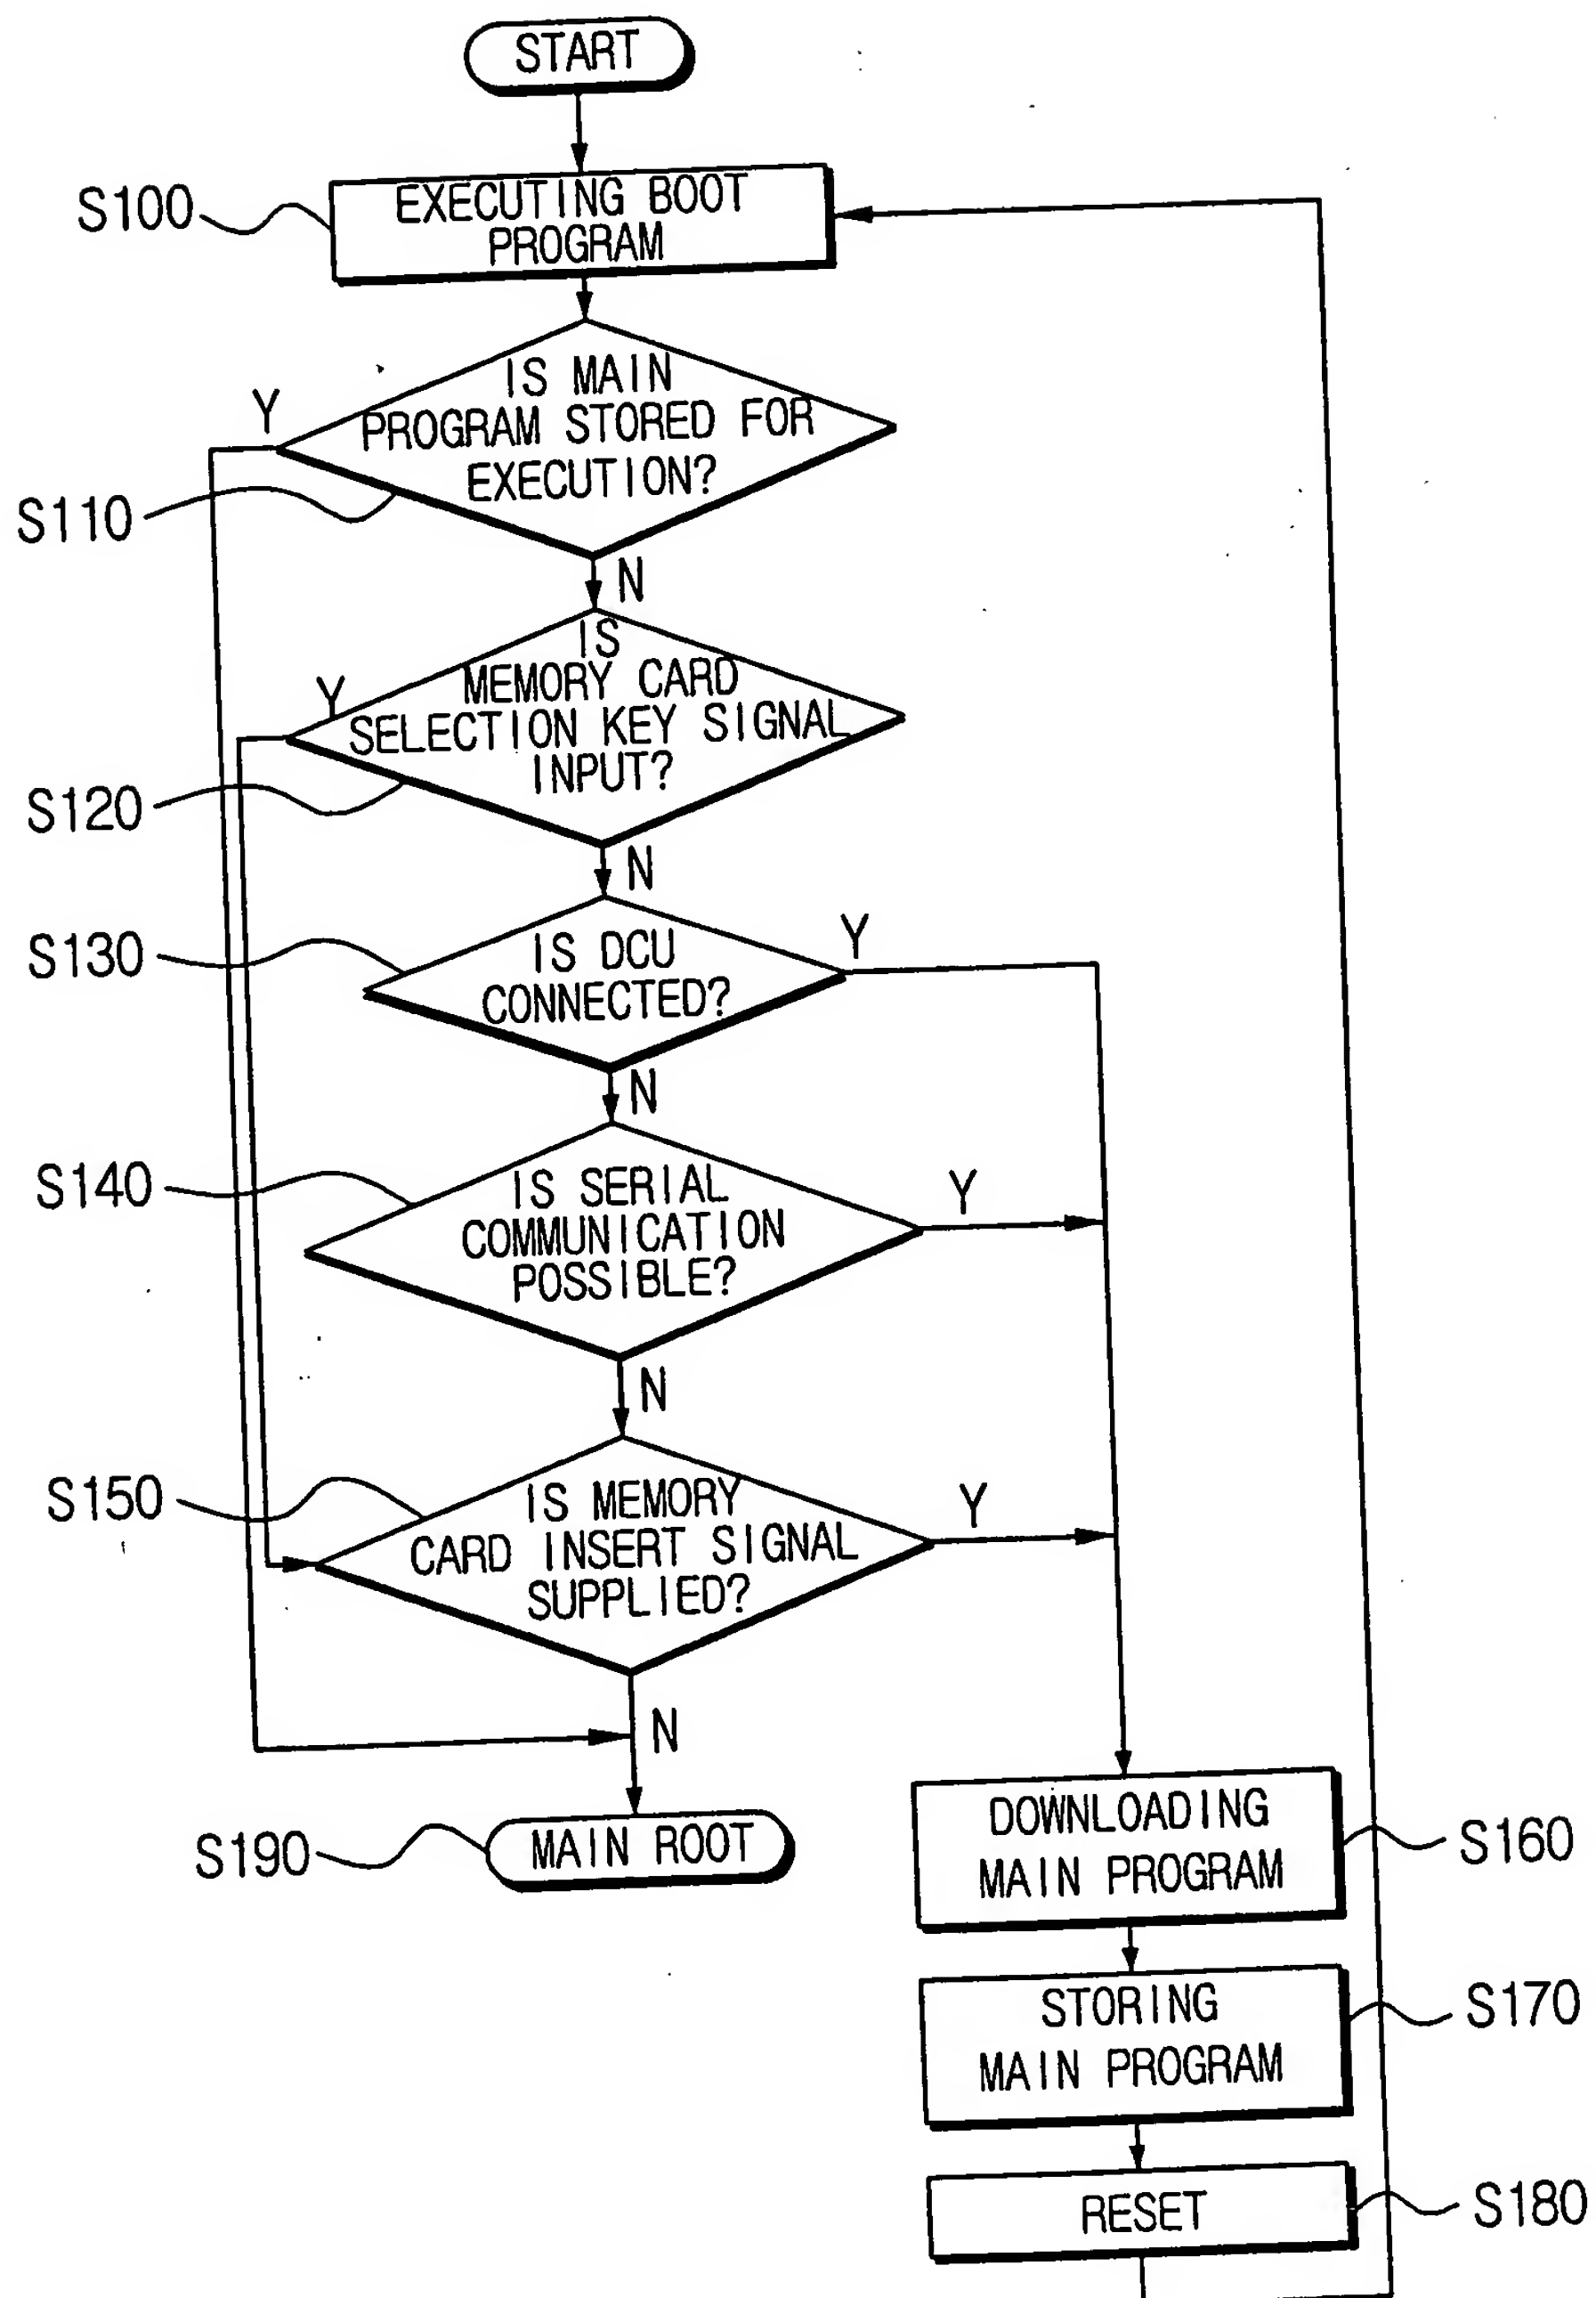 START
S100
EXECUTING BOOT
PROGRAM
Y
IS MAIN
PROGRAM STORED FOR
EXECUTION?
S110
N
Y
IS
MEMORY CARD
SELECTION KEY SIGNAL
INPUT?
S120
N
S130
IS DCU
CONNECTED?
Y
N
S140
IS SERIAL
COMMUNICATION
POSSIBLE?
Y
N
S150
IS MEMORY
CARD INSERT SIGNAL
SUPPLIED?
Y
N
S190
MAIN ROOT
DOWNLOADING
MAIN PROGRAM
S160
STORING
MAIN PROGRAM
S170
RESET
S180